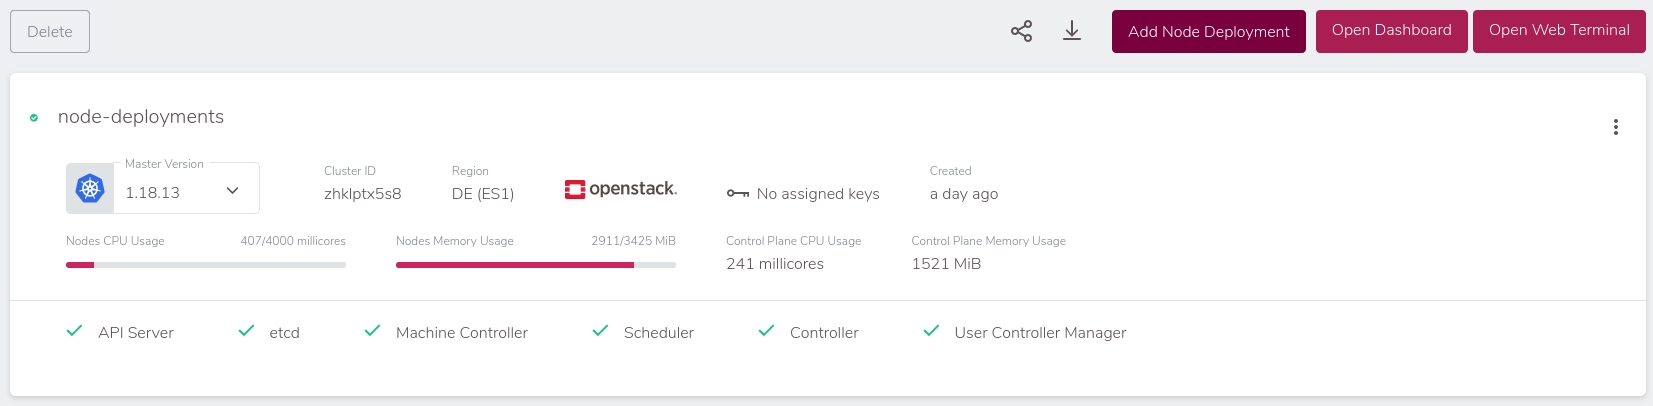 Delete
Add Node Deployment
Open Dashboard
Open Web Terminal
node-deployments
Master Version
1.18.13
Cluster ID
zhklptx5s8
Region
DE (ES1)
openstack.
No assigned keys
Created
a day ago
Nodes CPU Usage
407/4000 millicores
Nodes Memory Usage
2911/3425 MiB
Control Plane CPU Usage
241 millicores
Control Plane Memory Usage
1521 MiB
API Server
etcd
Machine Controller
Scheduler
Controller
User Controller Manager